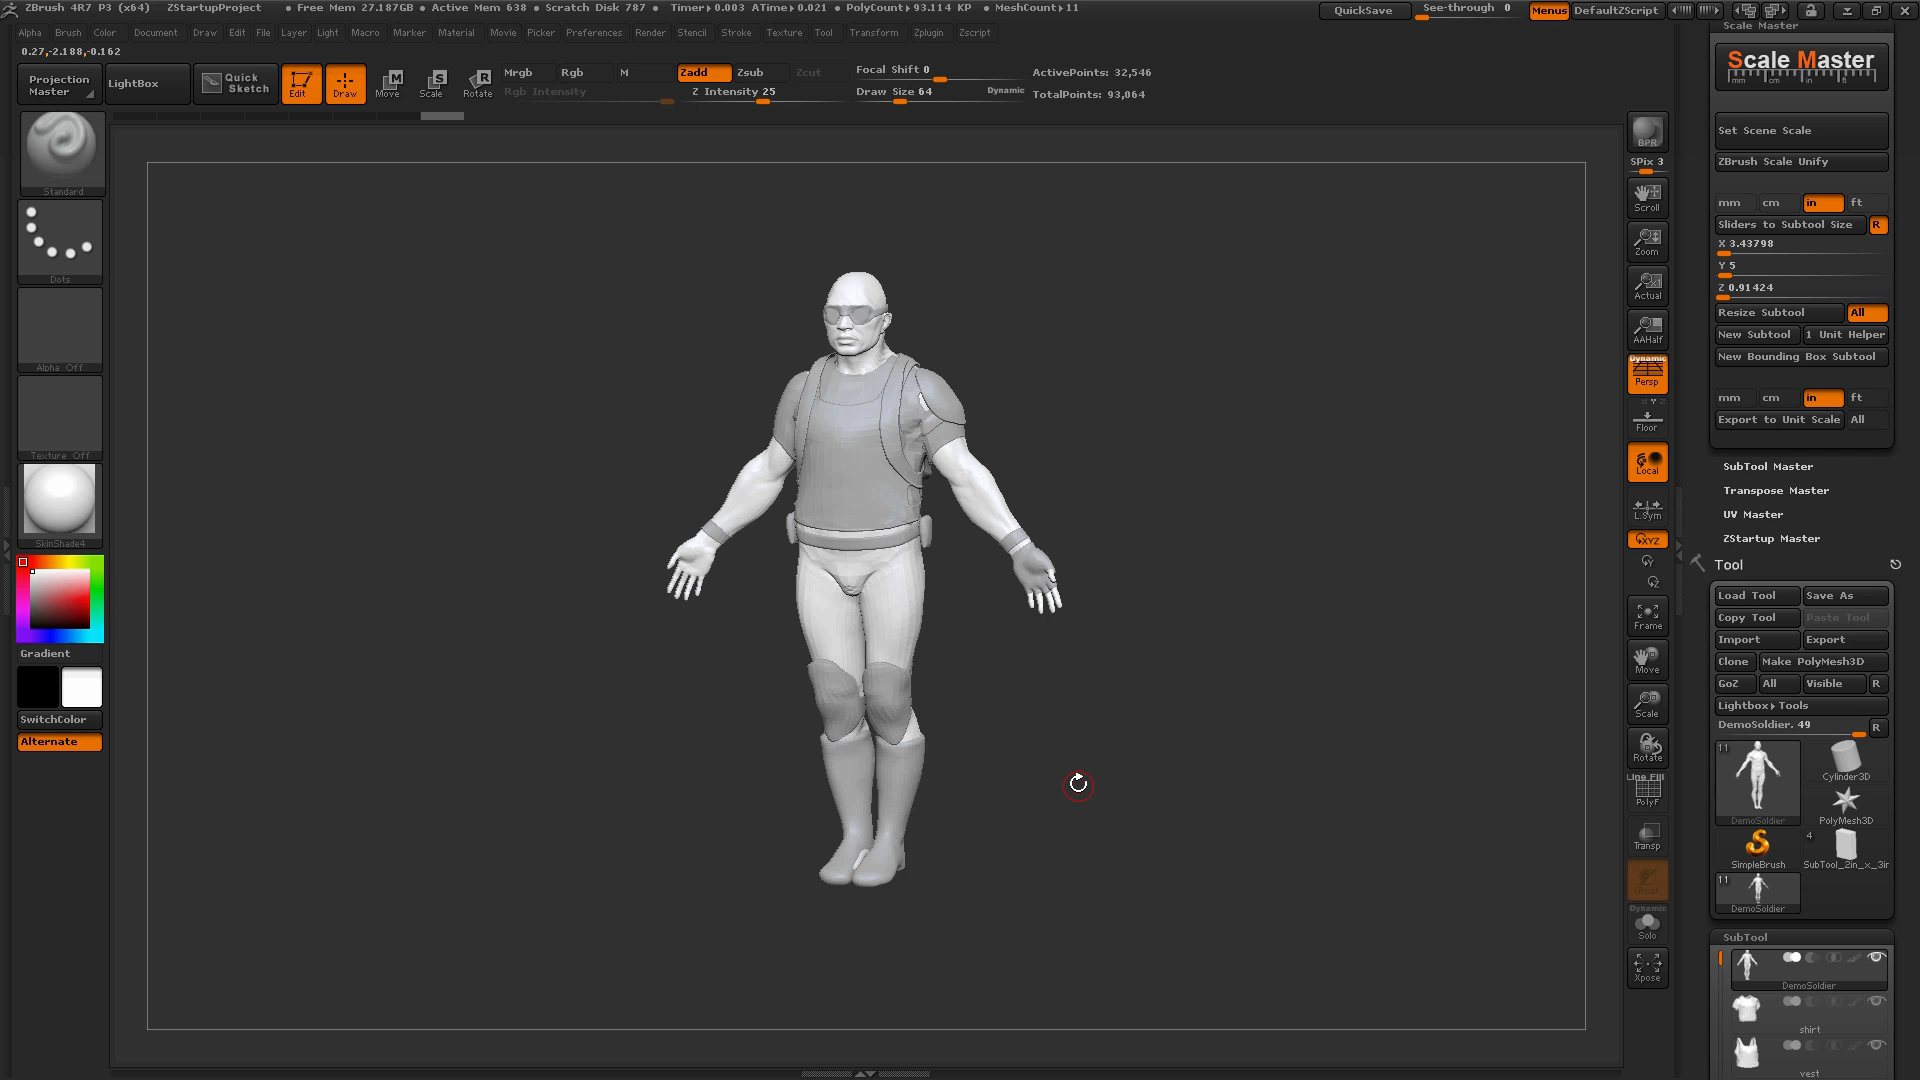 ZBrush 4R7 P3 (x64) ZStartupProject • Free Mem 27.187GB • Active Mem 638 • Scratch Disk 787 • Timer▸0.003 ATime▸0.021 • PolyCount▸93.114 KP • MeshCount▸11
QuickSave See-through 0 Menus DefaultZScript
Alpha Brush Color Document Draw Edit File Layer Light Macro Marker Material Movie Picker Preferences Render Stencil Stroke Texture Tool Transform Zplugin Zscript
0.27,-2.188,-0.162
Projection Master
LightBox
Quick Sketch
Edit
Draw
Move
Scale
Rotate
Mrgb Rgb M
Rgb Intensity
Zadd Zsub Zcut
Z Intensity 25
Focal Shift 0
Draw Size 64
Dynamic
ActivePoints: 32,546
TotalPoints: 93,064
Standard
Dots
Alpha Off
Texture Off
SkinShade4
Gradient
SwitchColor
Alternate
BPR
SPix 3
Scroll
Zoom
Actual
AAHalf
Dynamic
Persp
Floor
Local
L.Sym
XYZ
Frame
Move
Scale
Rotate
Line Fill
PolyF
Transp
Dynamic
Solo
Xpose
Scale Master
Scale Master
mm cm in ft
Set Scene Scale
ZBrush Scale Unify
mm cm in ft
Sliders to Subtool Size R
X 3.43798
Y 5
Z 0.91424
Resize Subtool All
New Subtool 1 Unit Helper
New Bounding Box Subtool
mm cm in ft
Export to Unit Scale All
SubTool Master
Transpose Master
UV Master
ZStartup Master
Tool
Load Tool Save As
Copy Tool Paste Tool
Import Export
Clone Make PolyMesh3D
GoZ All Visible R
Lightbox▸Tools
DemoSoldier. 49 R
11
DemoSoldier
Cylinder3D
PolyMesh3D
SimpleBrush
4
SubTool_2in_x_3ir
11
DemoSoldier
SubTool
DemoSoldier
shirt
vest